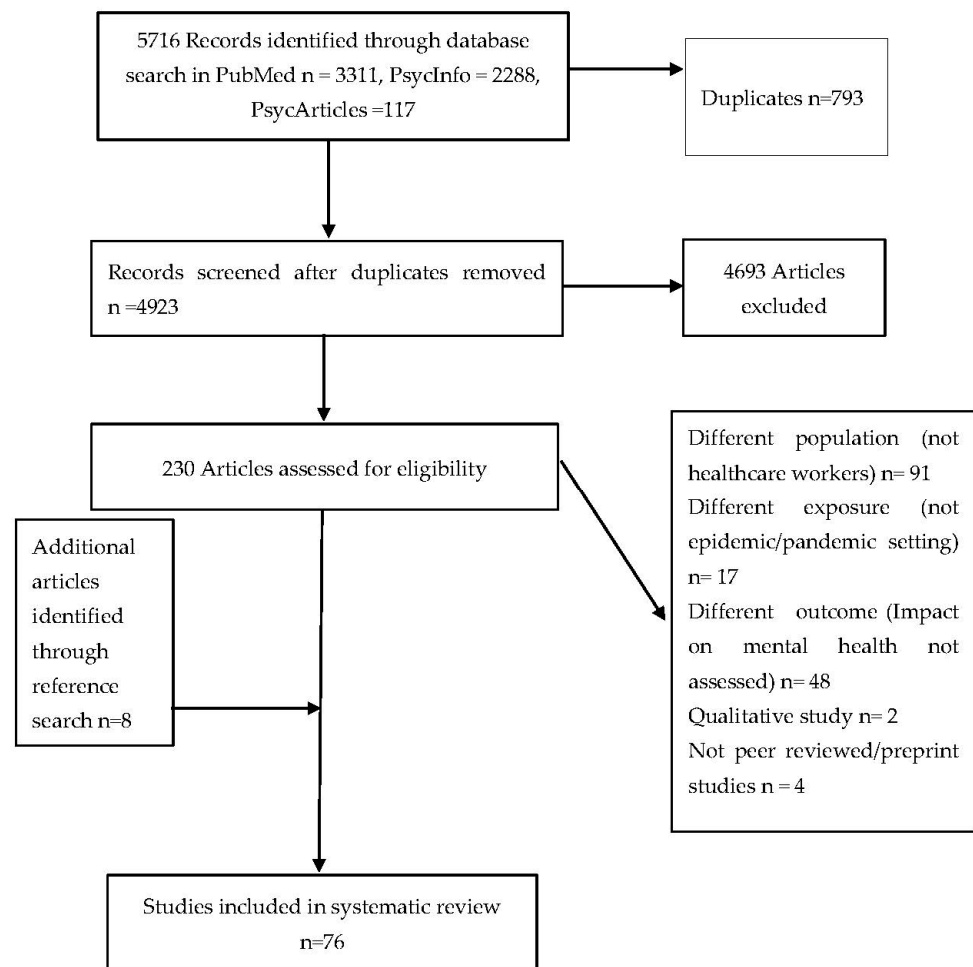 5716 Records identified through database
search in PubMed n = 3311, PsycInfo = 2288,
PsycArticles =117
Duplicates n=793
Records screened after duplicates removed
n =4923
4693 Articles
excluded
230 Articles assessed for eligibility
Different population (not
healthcare workers) n= 91
Different exposure (not
epidemic/pandemic setting)
n= 17
Different outcome (Impact
on mental health not
assessed) n= 48
Qualitative study n= 2
Not peer reviewed/preprint
studies n = 4
Additional
articles
identified
through
reference
search n=8
Studies included in systematic review
n=76